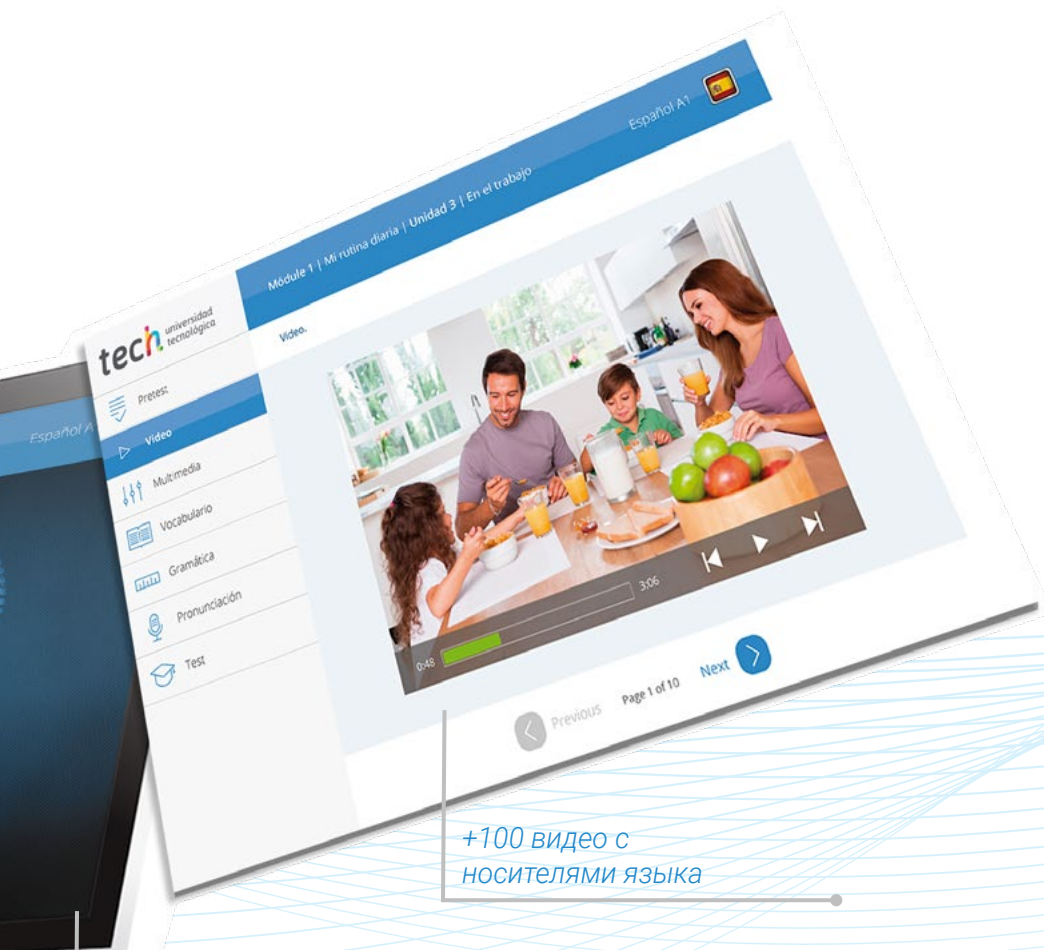 Español A1
Módule 1 | Mi rutina diaria | Unidad 3 | En el trabajo
tech universidad
tecnológica
Video.
Pretest
Video
Multimedia
Vocabulario
Gramática
Pronunciación
Test
0:48
3:06
Previous
Page 1 of 10
Next
Español A
+100 видео с
носителями языка